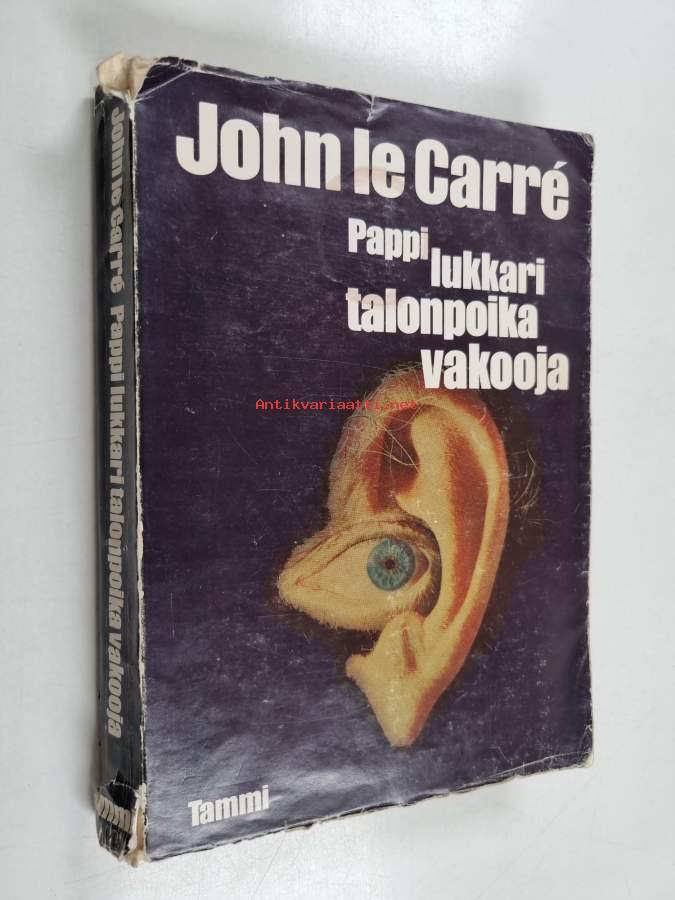 John le Carré
Pappi
lukkari
talonpoika
vakooja
Antikvariaatti.net
Tammi
John le Carré Pappi lukkari talonpoika vakooja